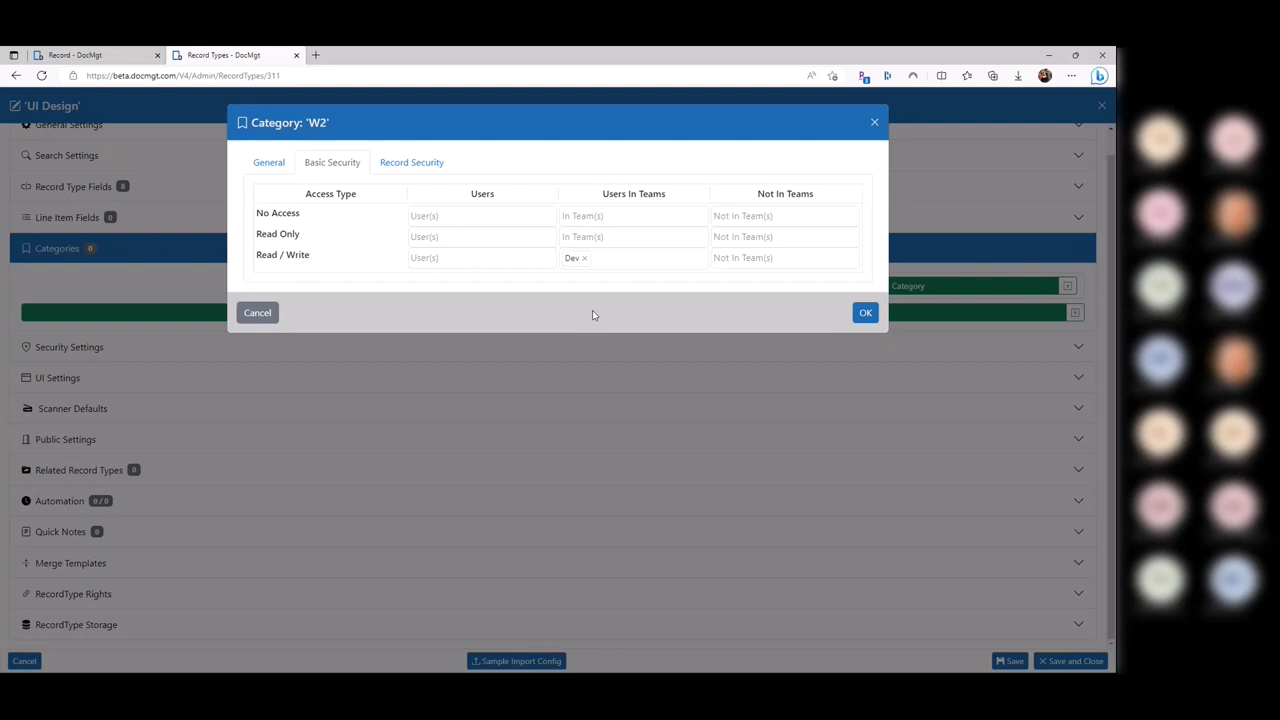 Record - DocMgt
Record Types - DocMgt
https://beta.docmgt.com/V4/Admin/RecordTypes/311
'UI Design'
General Settings
Category: 'W2'
Search Settings
General
Basic Security
Record Security
Record Type Fields 8
Access Type Users Users In Teams Not In Teams
No Access User(s) In Team(s) Not In Team(s)
Line Item Fields 0
Read Only User(s) In Team(s) Not In Team(s)
Categories 0
Read / Write User(s) Dev × Not In Team(s)
Category
Cancel
OK
Security Settings
UI Settings
Scanner Defaults
Public Settings
Related Record Types 0
Automation 0 / 0
Quick Notes 0
Merge Templates
RecordType Rights
RecordType Storage
Cancel
Sample Import Config
Save
Save and Close